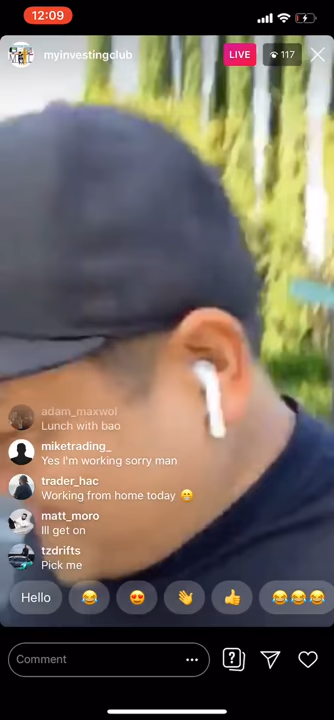 12:09
myinvestingclub
LIVE
117
adam_maxwol
Lunch with bao
miketrading_
Yes I'm working sorry man
trader_hac
Working from home today 😁
matt_moro
Ill get on
tzdrifts
Pick me
Hello 😂 😍 👋 👍 😂😂😂
Comment